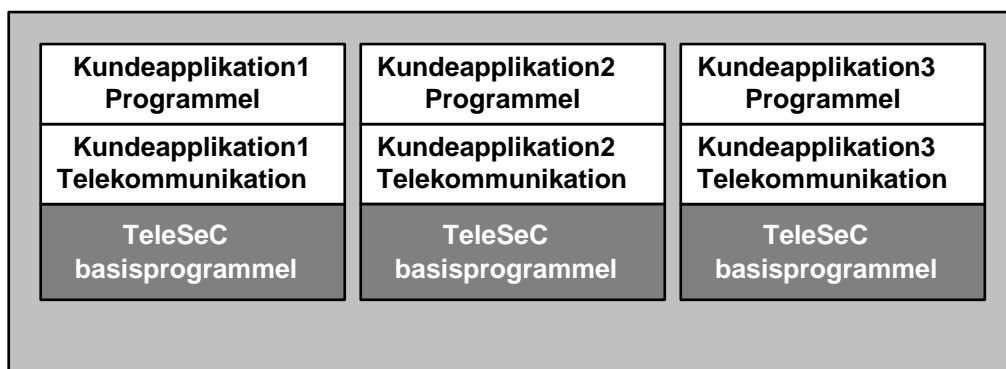 Kundeapplikation1
Programmel
Kundeapplikation1
Telekommunikation
TeleSeC
basisprogrammel
Kundeapplikation2
Programmel
Kundeapplikation2
Telekommunikation
TeleSeC
basisprogrammel
Kundeapplikation3
Programmel
Kundeapplikation3
Telekommunikation
TeleSeC
basisprogrammel